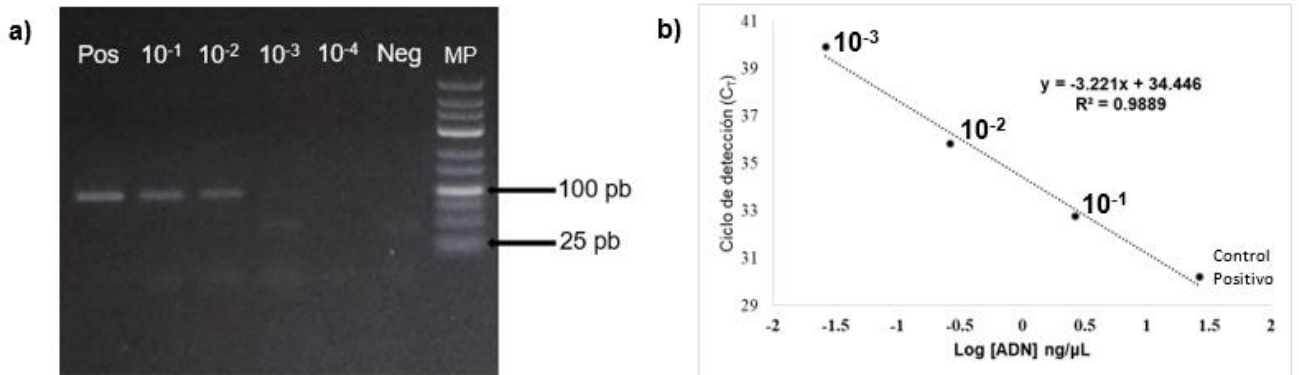 a)
Pos 10⁻¹ 10⁻² 10⁻³ 10⁻⁴ Neg MP
100 pb
25 pb
b)
Ciclo de detección (C_T)
41
39
37
35
33
31
29
10⁻³
10⁻²
10⁻¹
Control
Positivo
y = -3.221x + 34.446
R² = 0.9889
-2 -1.5 -1 -0.5 0 0.5 1 1.5 2
Log [ADN] ng/µL